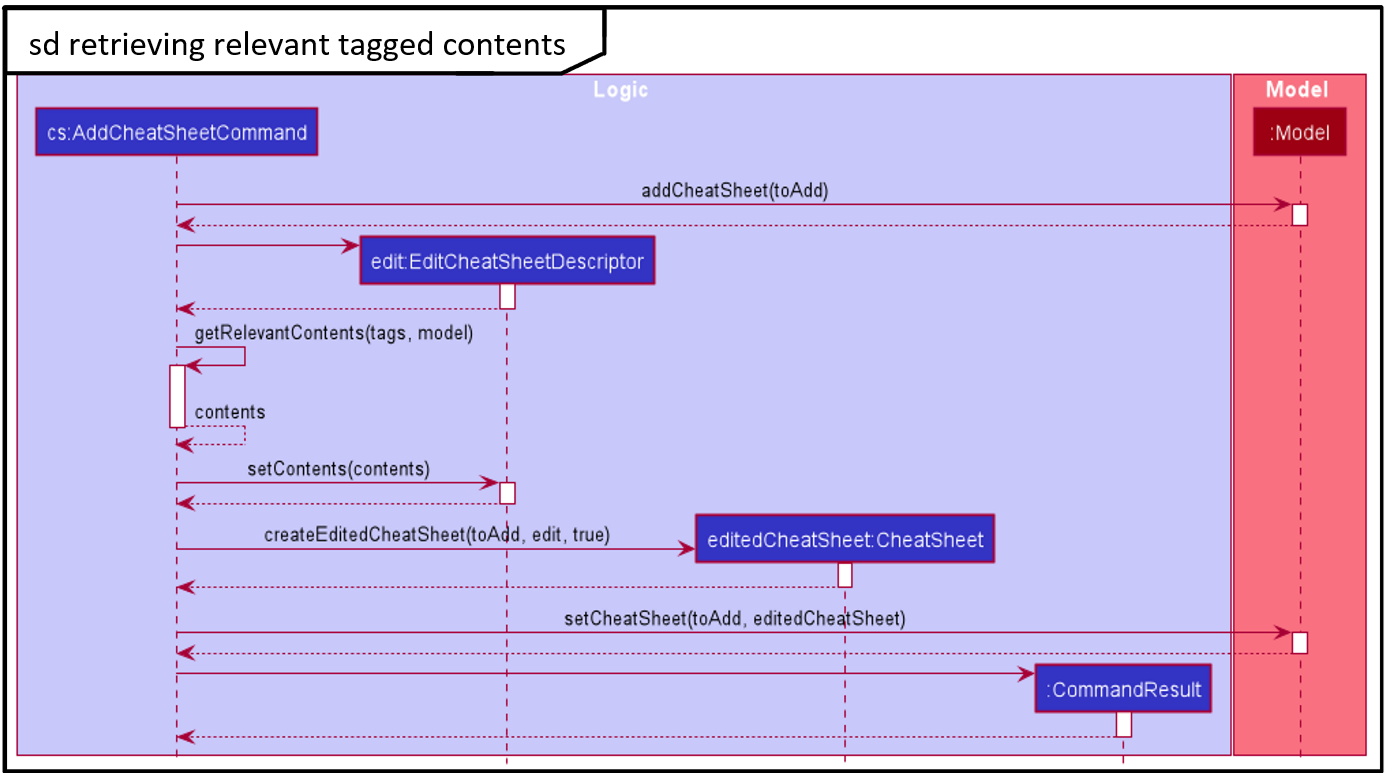 sd retrieving relevant tagged contents
Logic
Model
cs:AddCheatSheetCommand
:Model
addCheatSheet(toAdd)
edit:EditCheatSheetDescriptor
getRelevantContents(tags, model)
contents
setContents(contents)
createEditedCheatSheet(toAdd, edit, true)
editedCheatSheet:CheatSheet
setCheatSheet(toAdd, editedCheatSheet)
:CommandResult